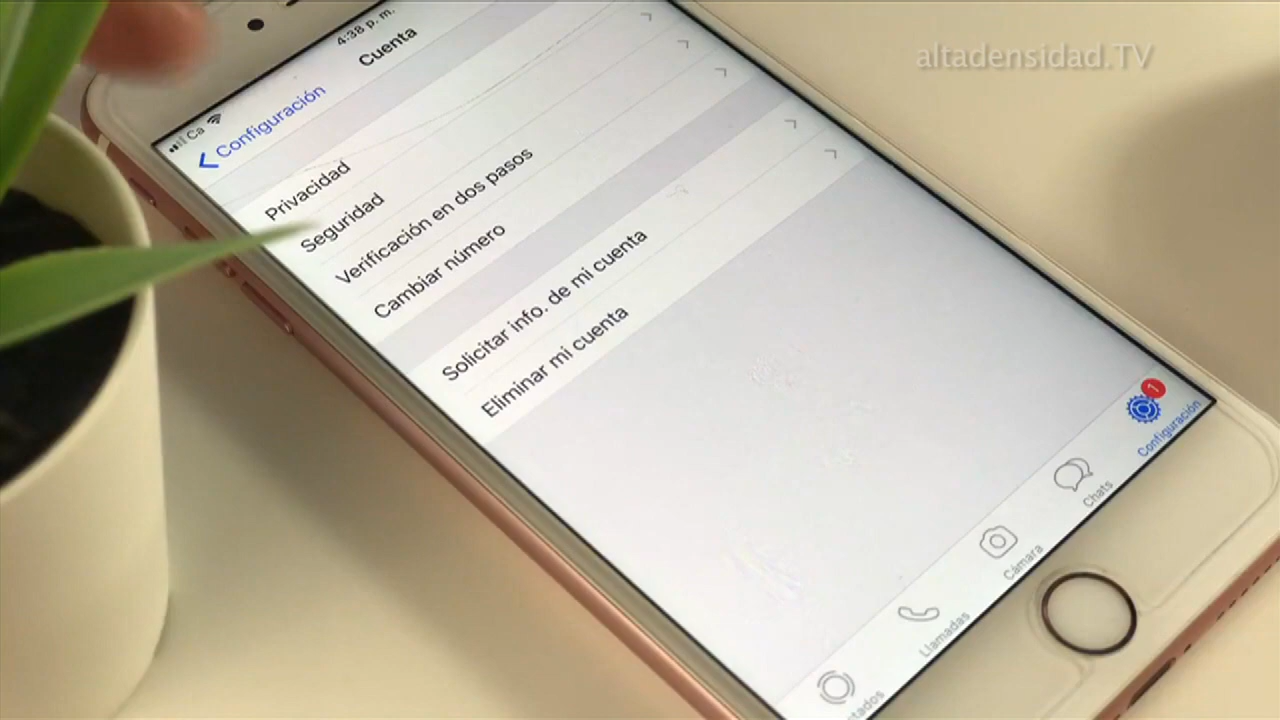 altadensidad.TV
4:38 p. m.
Ca
Configuración
Cuenta
Privacidad
Seguridad
Verificación en dos pasos
Cambiar número
Solicitar info. de mi cuenta
Eliminar mi cuenta
Llamadas
Cámara
Chats
1
Configuración